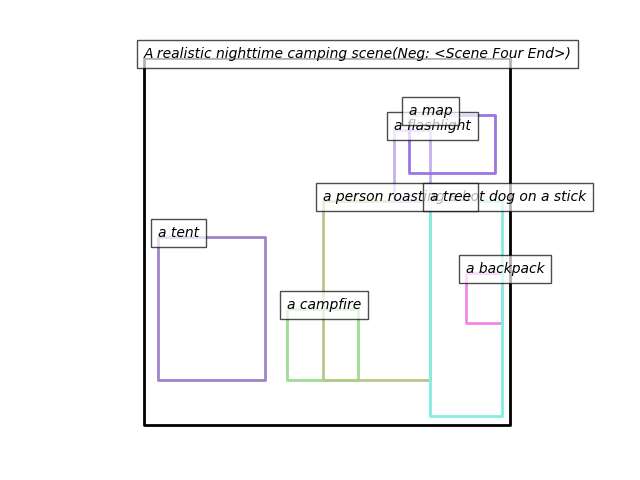 A realistic nighttime camping scene(Neg: <Scene Four End>)
a map
a flashlight
a person roasting a hot dog on a stick
a tree
a tent
a backpack
a campfire